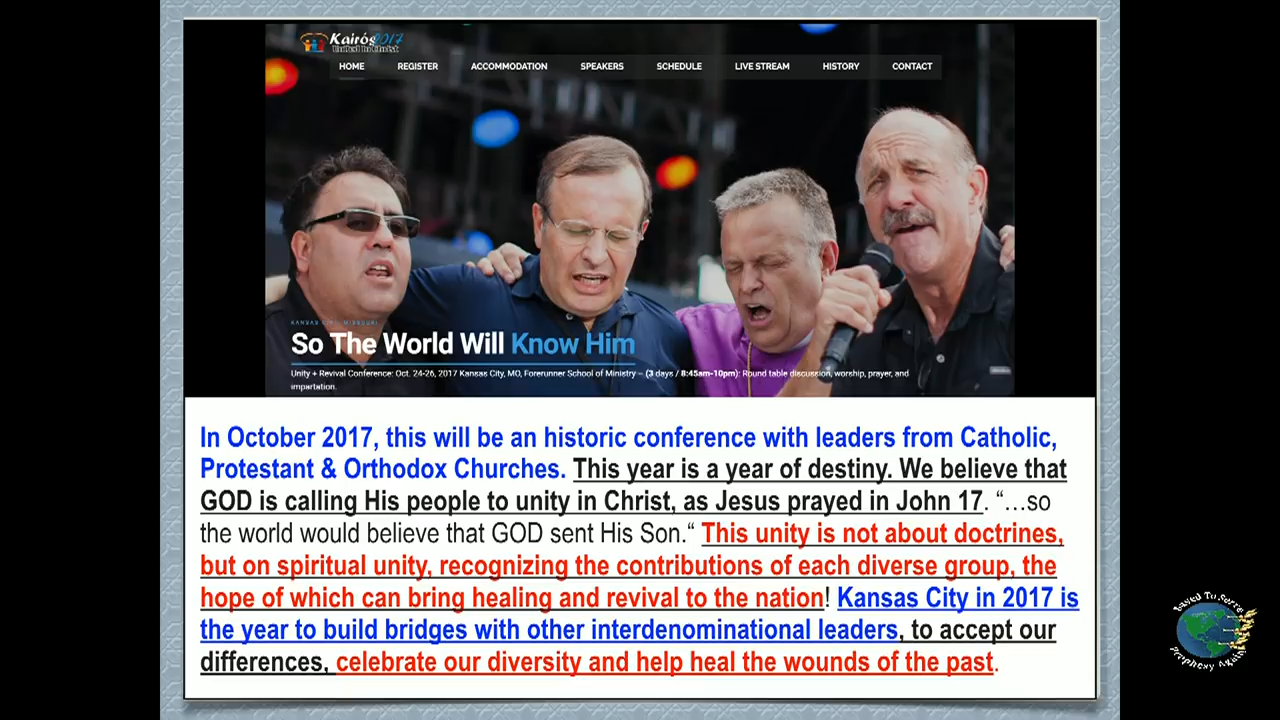 Kairós2017
United In Christ
HOME REGISTER ACCOMMODATION SPEAKERS SCHEDULE LIVE STREAM HISTORY CONTACT
KANSAS CITY, MISSOURI
So The World Will Know Him
Unity + Revival Conference: Oct. 24-26, 2017 Kansas City, MO, Forerunner School of Ministry – (3 days / 8:45am-10pm): Round table discussion, worship, prayer, and
impartation.
In October 2017, this will be an historic conference with leaders from Catholic,
Protestant & Orthodox Churches. This year is a year of destiny. We believe that
GOD is calling His people to unity in Christ, as Jesus prayed in John 17. “…so
the world would believe that GOD sent His Son.“ This unity is not about doctrines,
but on spiritual unity, recognizing the contributions of each diverse group, the
hope of which can bring healing and revival to the nation! Kansas City in 2017 is
the year to build bridges with other interdenominational leaders, to accept our
differences, celebrate our diversity and help heal the wounds of the past.
To Serve
Prophecy Again